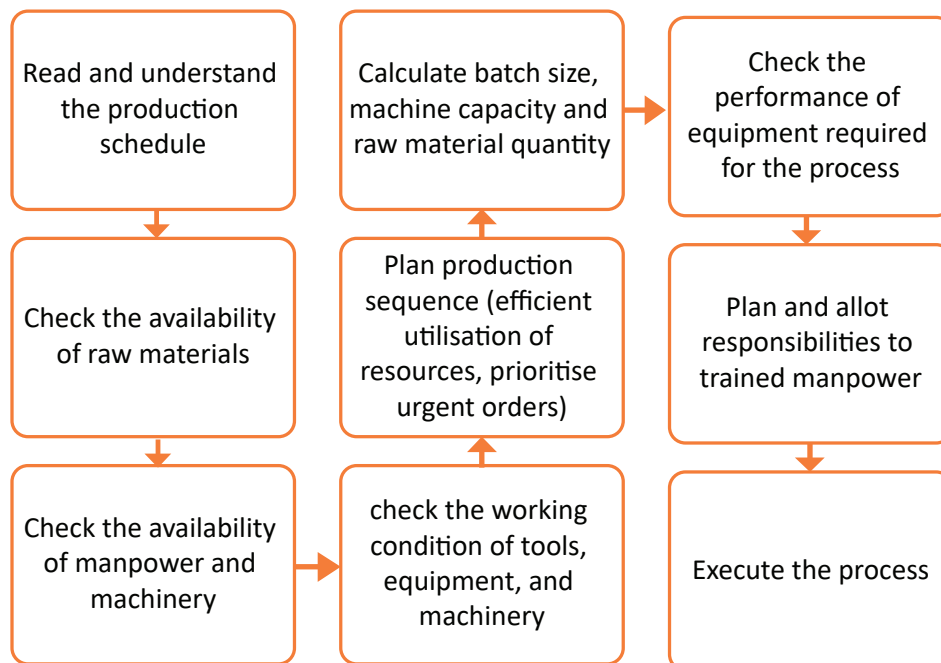 Read and understand
the production
schedule
Check the availability
of raw materials
Check the availability
of manpower and
machinery
check the working
condition of tools,
equipment, and
machinery
Plan production
sequence (efficient
utilisation of
resources, prioritise
urgent orders)
Calculate batch size,
machine capacity and
raw material quantity
Check the
performance of
equipment required
for the process
Plan and allot
responsibilities to
trained manpower
Execute the process